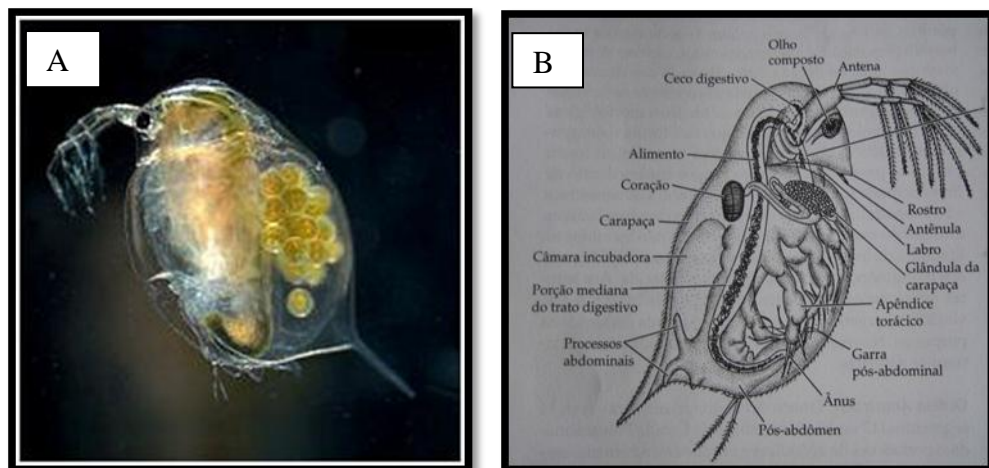 A
B
Olho
composto
Antena
Ceco digestivo
Alimento
Coração
Carapaça
Câmara incubadora
Porção mediana
do trato digestivo
Processos
abdominais
Rostro
Antênula
Labro
Glândula da
carapaça
Apêndice
torácico
Garra
pós-abdominal
Ânus
Pós-abdômen